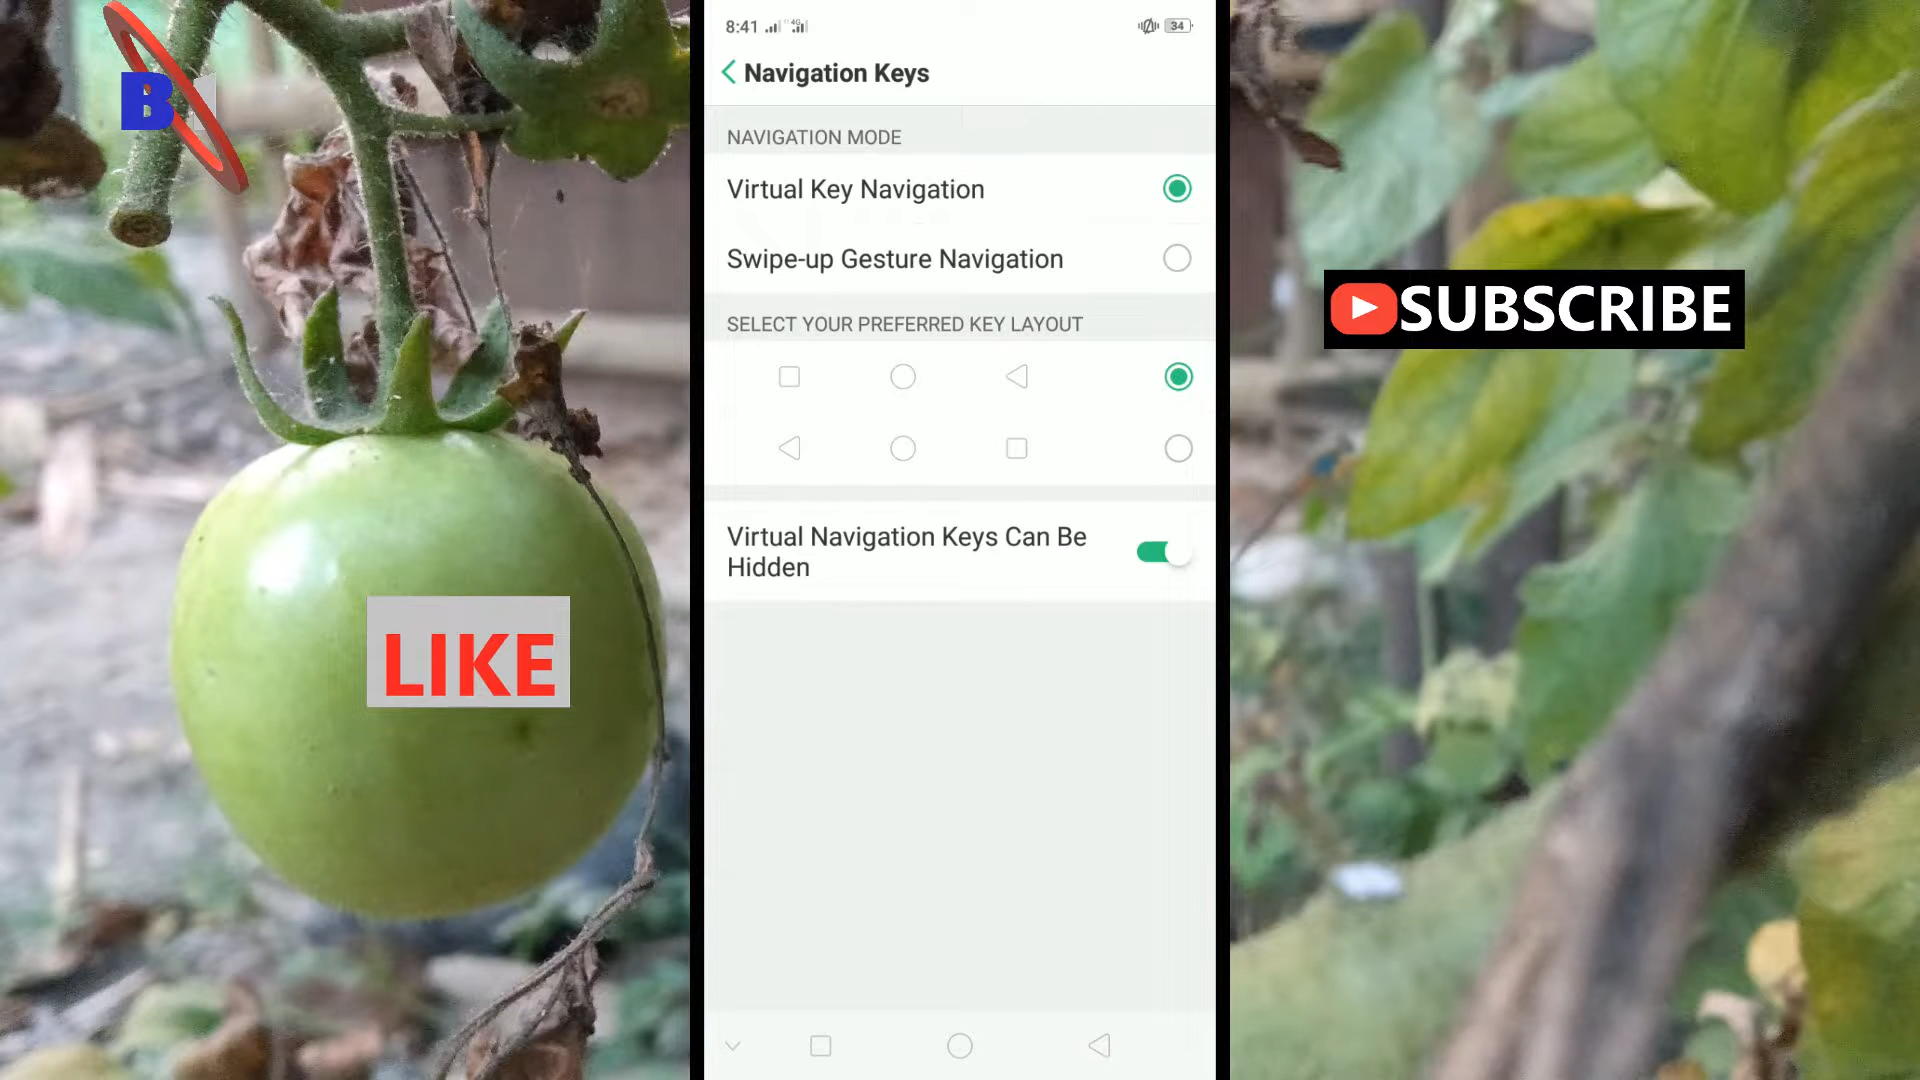 B
8:41
4G
34
Navigation Keys
NAVIGATION MODE
Virtual Key Navigation
Swipe-up Gesture Navigation
SELECT YOUR PREFERRED KEY LAYOUT
Virtual Navigation Keys Can Be
Hidden
SUBSCRIBE
LIKE